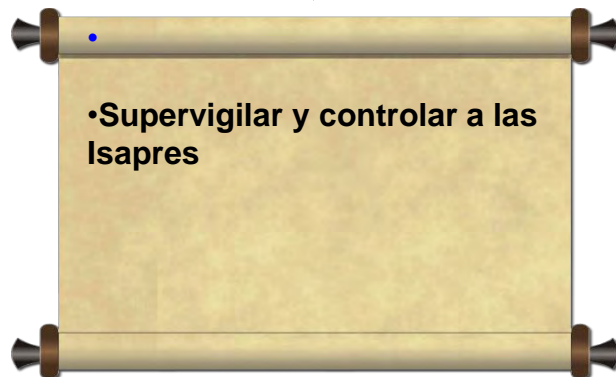 •
•Supervigilar y controlar a las
Isapres